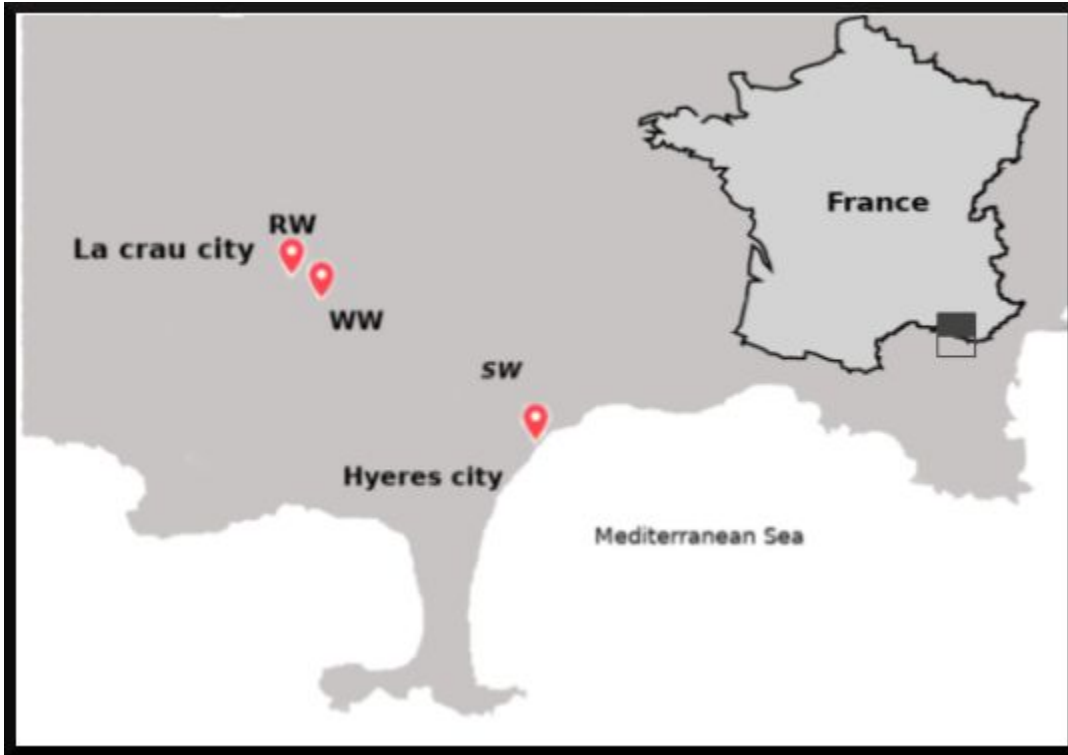 France
RW
La crau city
WW
SW
Hyeres city
Mediterranean Sea